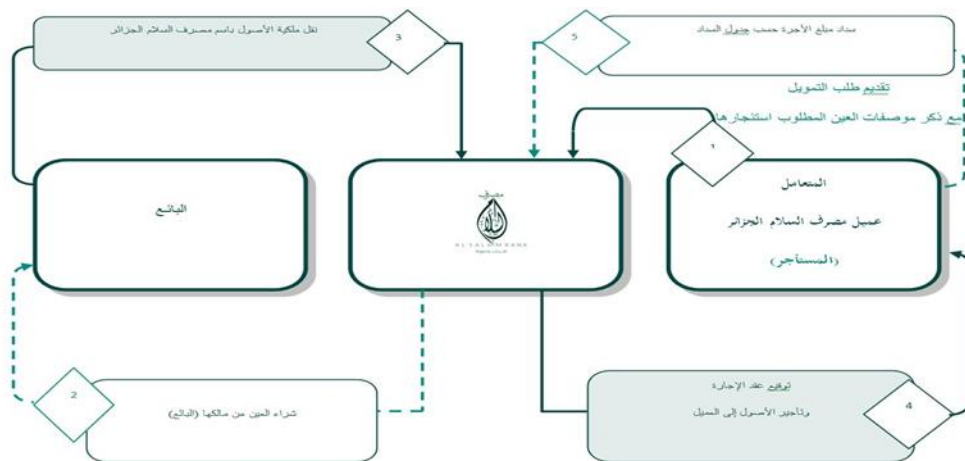 نقل ملكية الأصول باسم مصرف السلام الجزائر
3
5
سداد مبلغ الأجرة حسب جدول السداد
تقديم طلب التمويل
مع ذكر موصفات العين المطلوب استئجارها
1
البائع
مصرف
AL SALAM BANK
المتعامل
عميل مصرف السلام الجزائر
(المستأجر)
2
شراء العين من مالكها (البائع)
توقيع عقد الإجارة
وتأجير الأصول إلى العميل
4